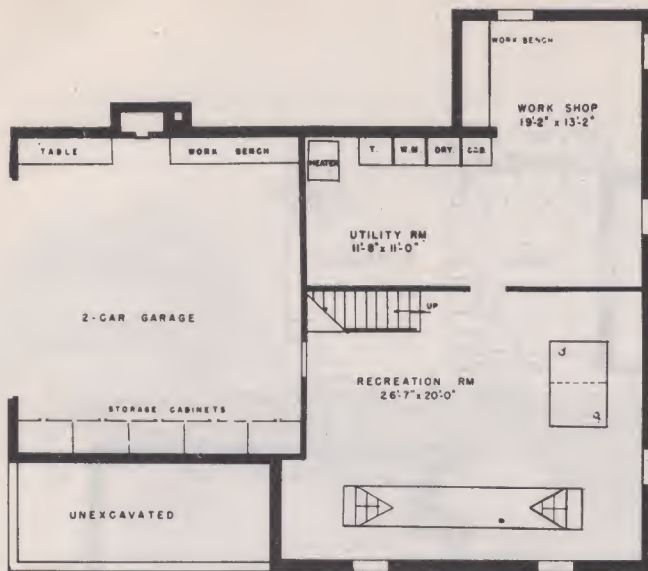 WORK BENCH
WORK SHOP
19'-2" x 13'-2"
TABLE
WORK BENCH
HEATER
T.
W.M.
DRY.
CAB.
UTILITY RM
11'-8" x 11'-0"
UP
2-CAR GARAGE
RECREATION RM
26'-7" x 20'-0"
STORAGE CABINETS
UNEXCAVATED